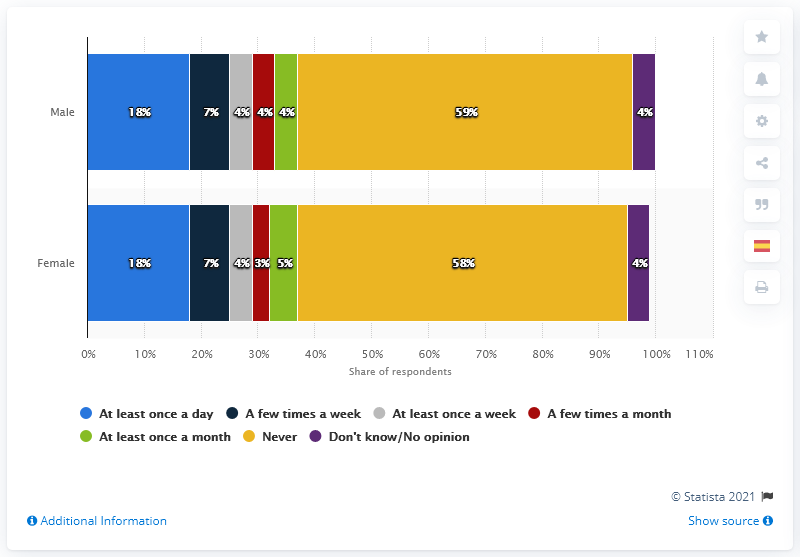 Male
18% 7% 4% 4% 4% 59% 4%
Female
18% 7% 4% 3% 5% 58% 4%
0% 10% 20% 30% 40% 50% 60% 70% 80% 90% 100% 110%
Share of respondents
At least once a day A few times a week At least once a week A few times a month
At least once a month Never Don't know/No opinion
© Statista 2021
Additional Information Show source